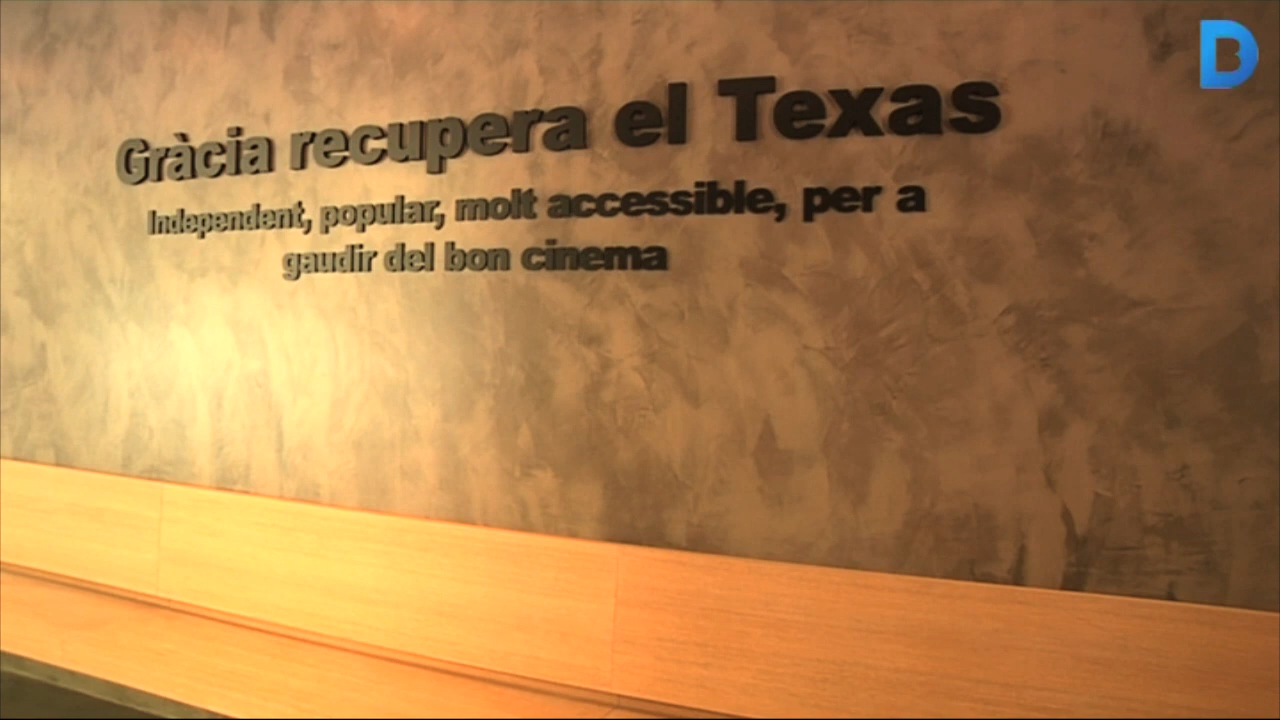 Gràcia recupera el Texas
Independent, popular, molt accessible, per a
gaudir del bon cinema
B